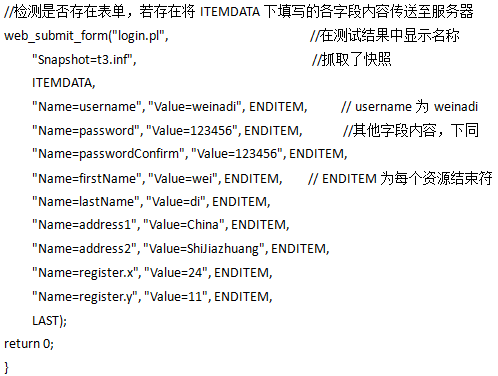 //检测是否存在表单，若存在将 ITEMDATA 下填写的各字段内容传送至服务器
web_submit_form("login.pl", //在测试结果中显示名称
"Snapshot=t3.inf", //抓取了快照
ITEMDATA,
"Name=username", "Value=weinadi", ENDITEM, // username 为 weinadi
"Name=password", "Value=123456", ENDITEM, //其他字段内容，下同
"Name=passwordConfirm", "Value=123456", ENDITEM,
"Name=firstName", "Value=wei", ENDITEM, // ENDITEM 为每个资源结束符
"Name=lastName", "Value=di", ENDITEM,
"Name=address1", "Value=China", ENDITEM,
"Name=address2", "Value=ShiJiazhuang", ENDITEM,
"Name=register.x", "Value=24", ENDITEM,
"Name=register.y", "Value=11", ENDITEM,
LAST);
return 0;
}